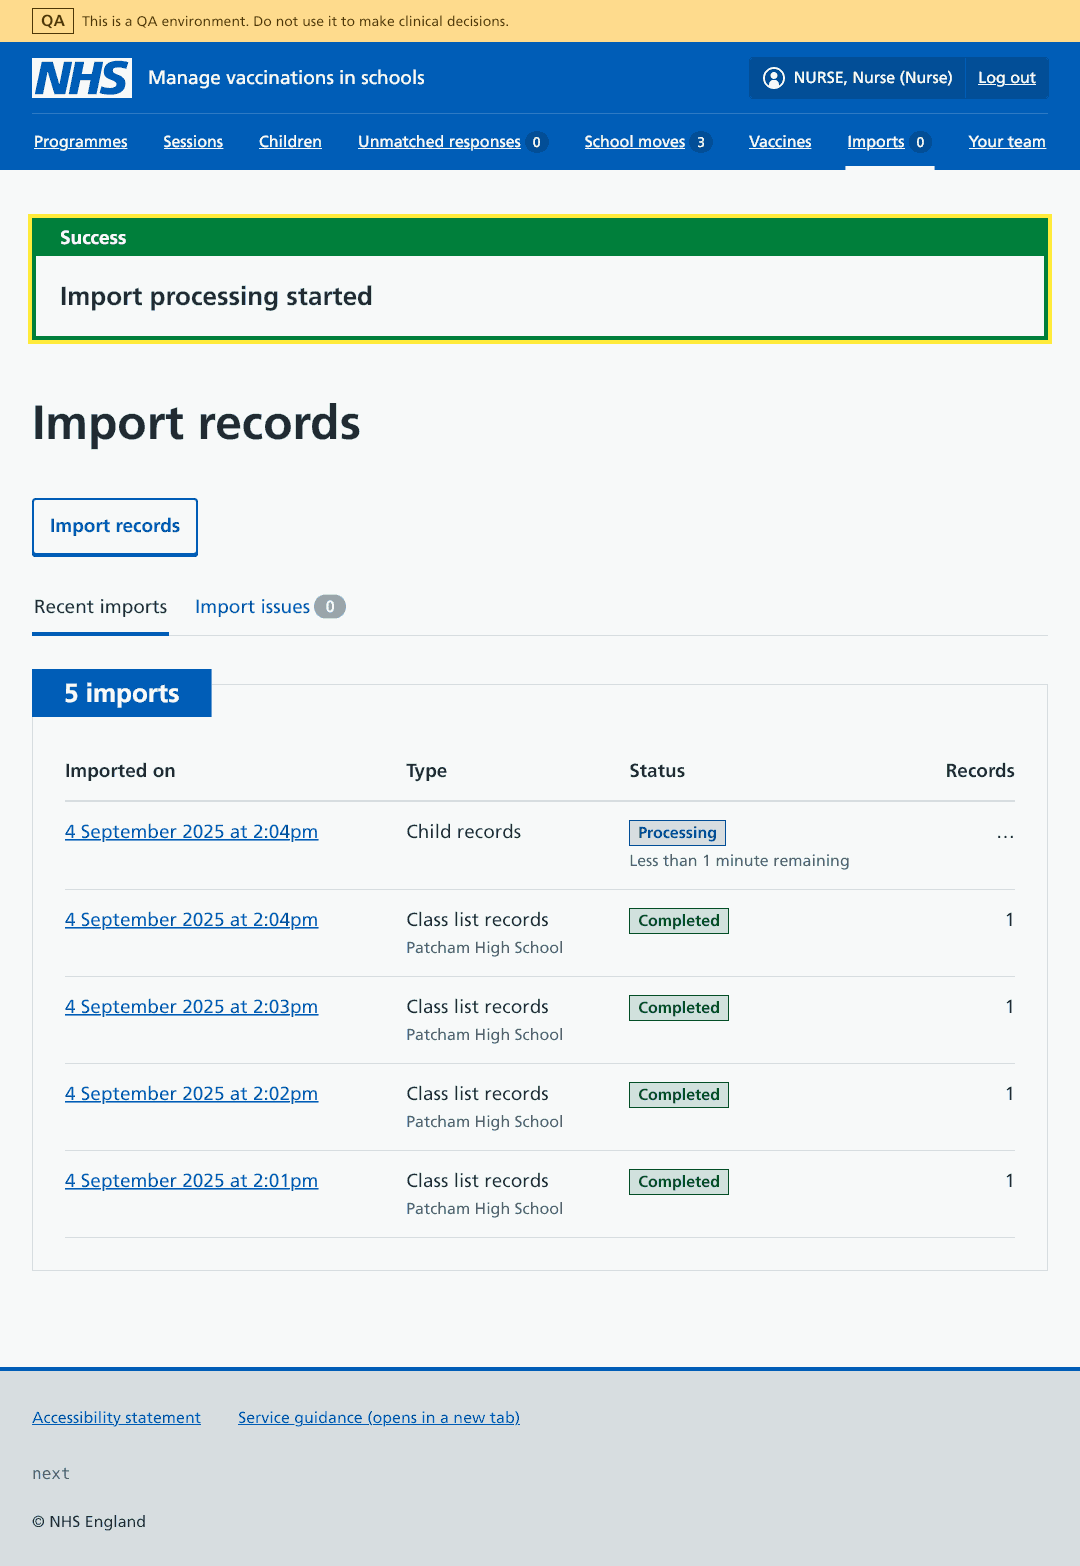 QA This is a QA environment. Do not use it to make clinical decisions.
NHS Manage vaccinations in schools NURSE, Nurse (Nurse) Log out
Programmes Sessions Children Unmatched responses 0 School moves 3 Vaccines Imports 0 Your team
Success
Import processing started
Import records
Import records
Recent imports Import issues 0
5 imports
Imported on Type Status Records
4 September 2025 at 2:04pm Child records Processing ...
Less than 1 minute remaining
4 September 2025 at 2:04pm Class list records Completed 1
Patcham High School
4 September 2025 at 2:03pm Class list records Completed 1
Patcham High School
4 September 2025 at 2:02pm Class list records Completed 1
Patcham High School
4 September 2025 at 2:01pm Class list records Completed 1
Patcham High School
Accessibility statement Service guidance (opens in a new tab)
next
© NHS England